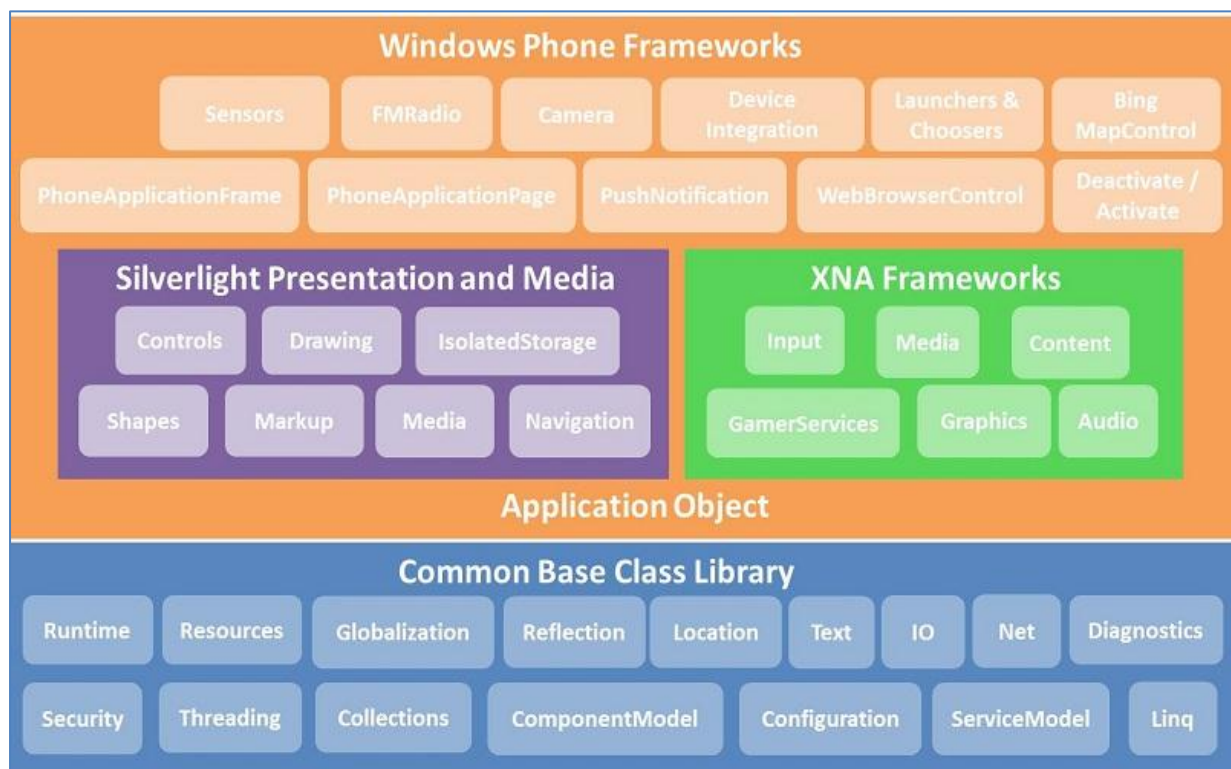 Windows Phone Frameworks
Sensors
FMRadio
Camera
Device
Integration
Launchers &
Choosers
Bing
MapControl
PhoneApplicationFrame
PhoneApplicationPage
PushNotification
WebBrowserControl
Deactivate /
Activate
Silverlight Presentation and Media
Controls
Drawing
IsolatedStorage
Shapes
Markup
Media
Navigation
XNA Frameworks
Input
Media
Content
GamerServices
Graphics
Audio
Application Object
Common Base Class Library
Runtime
Resources
Globalization
Reflection
Location
Text
IO
Net
Diagnostics
Security
Threading
Collections
ComponentModel
Configuration
ServiceModel
Linq